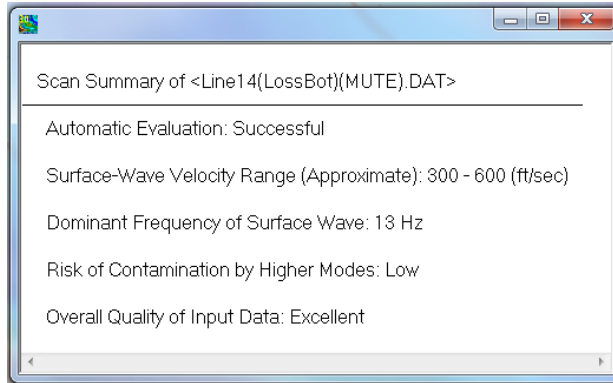 Scan Summary of <Line14(LossBot)(MUTE).DAT>
Automatic Evaluation: Successful
Surface-Wave Velocity Range (Approximate): 300 - 600 (ft/sec)
Dominant Frequency of Surface Wave: 13 Hz
Risk of Contamination by Higher Modes: Low
Overall Quality of Input Data: Excellent